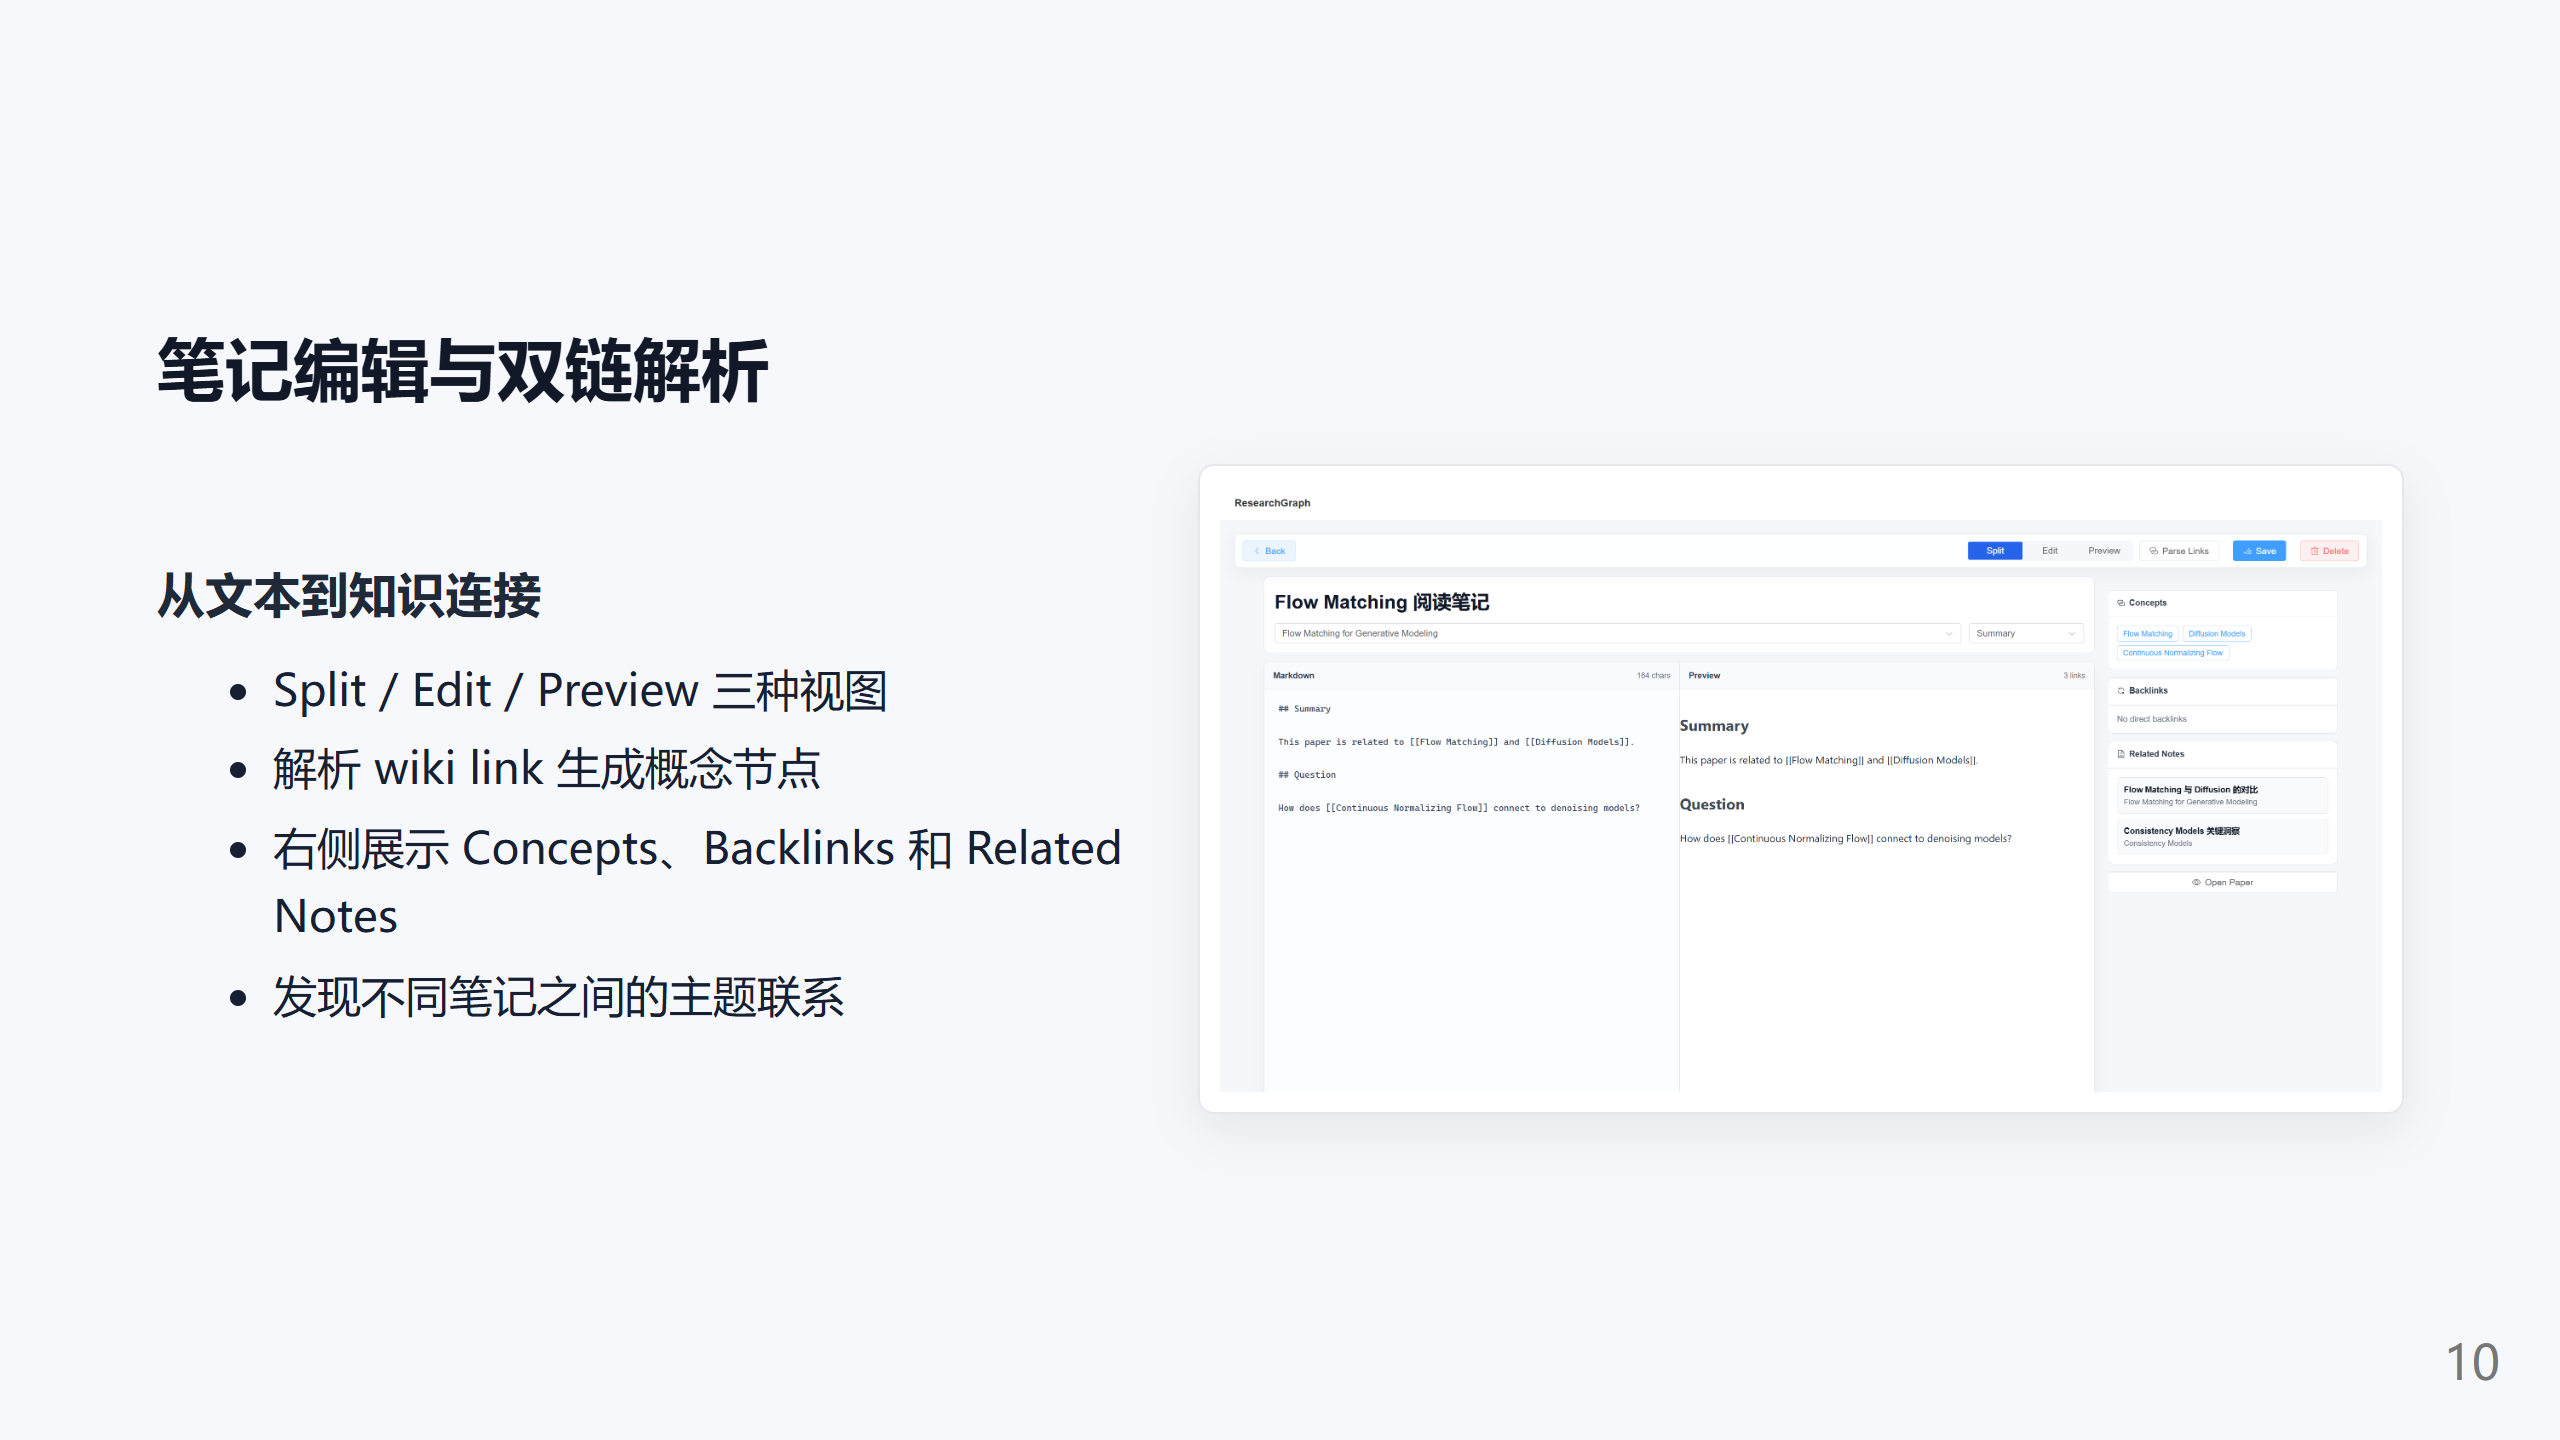 笔记编辑与双链解析
从文本到知识连接
Split / Edit / Preview 三种视图
解析 wiki link 生成概念节点
右侧展示 Concepts、Backlinks 和 Related
Notes
发现不同笔记之间的主题联系
ResearchGraph
Back
Split Edit Preview Parse Links Save Delete
Flow Matching 阅读笔记
Flow Matching for Generative Modeling
Summary
Markdown 164 chars
## Summary
This paper is related to [[Flow Matching]] and [[Diffusion Models]].
## Question
How does [[Continuous Normalizing Flow]] connect to denoising models?
Preview 3 links
Summary
This paper is related to [[Flow Matching]] and [[Diffusion Models]].
Question
How does [[Continuous Normalizing Flow]] connect to denoising models?
Concepts
Flow Matching Diffusion Models
Continuous Normalizing Flow
Backlinks
No direct backlinks
Related Notes
Flow Matching 与 Diffusion 的对比
Flow Matching for Generative Modeling
Consistency Models 关键洞察
Consistency Models
Open Paper
10